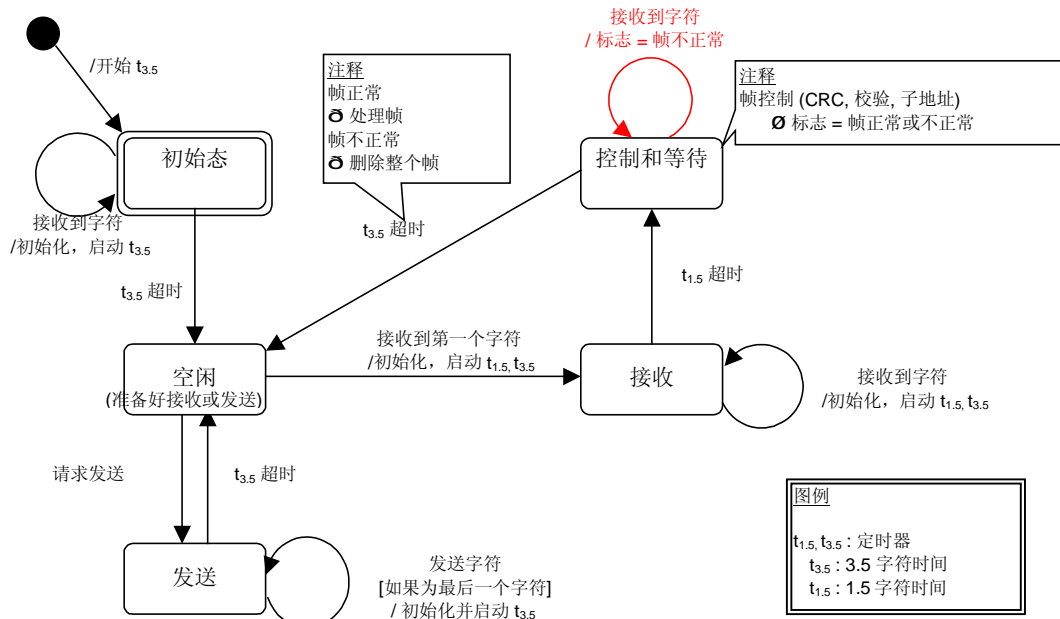 接收到字符
/ 标志 = 帧不正常
/开始 t3.5
注释
帧正常
ð 处理帧
帧不正常
ð 删除整个帧
注释
帧控制 (CRC, 校验, 子地址)
Ø 标志 = 帧正常或不正常
初始态
控制和等待
接收到字符
/初始化，启动 t3.5
t3.5 超时
t3.5 超时
t1.5 超时
接收到第一个字符
/初始化，启动 t1.5, t3.5
空闲
(准备好接收或发送)
接收
接收到字符
/初始化，启动 t1.5, t3.5
请求发送
t3.5 超时
发送
发送字符
[如果为最后一个字符]
/ 初始化并启动 t3.5
图例
t1.5, t3.5 : 定时器
t3.5 : 3.5 字符时间
t1.5 : 1.5 字符时间